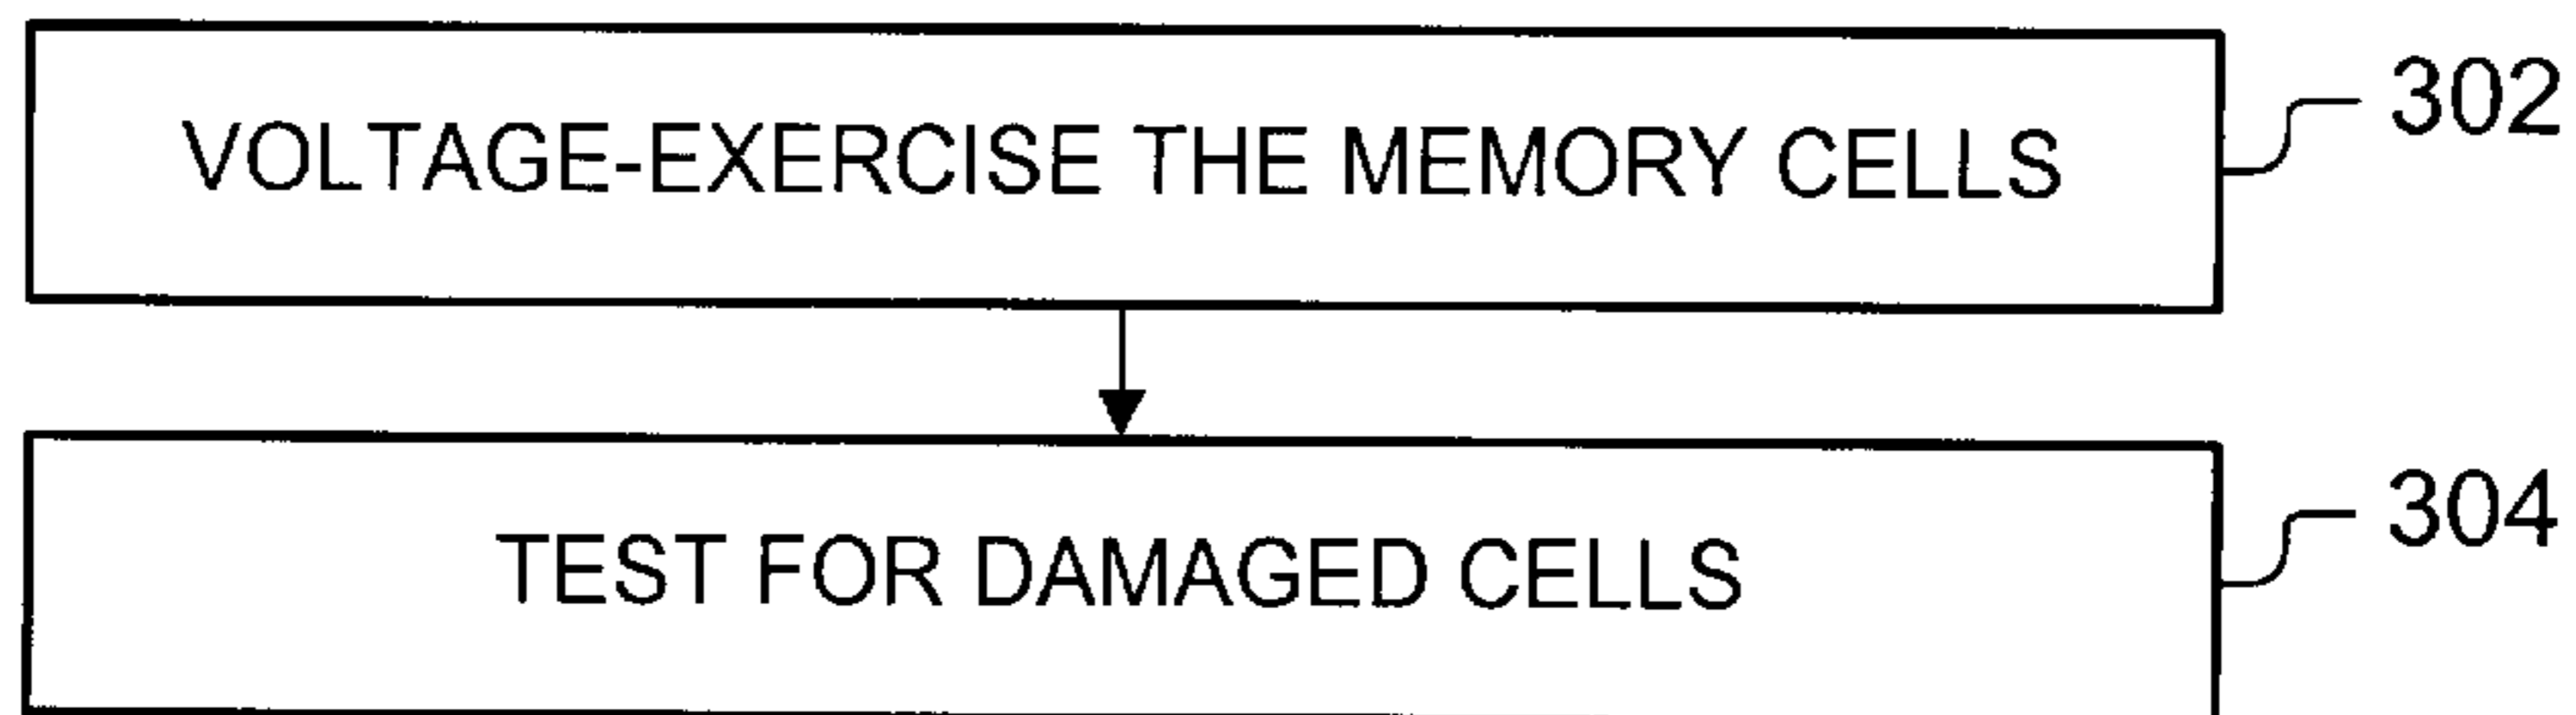 VOLTAGE-EXERCISE THE MEMORY CELLS
302
TEST FOR DAMAGED CELLS
304